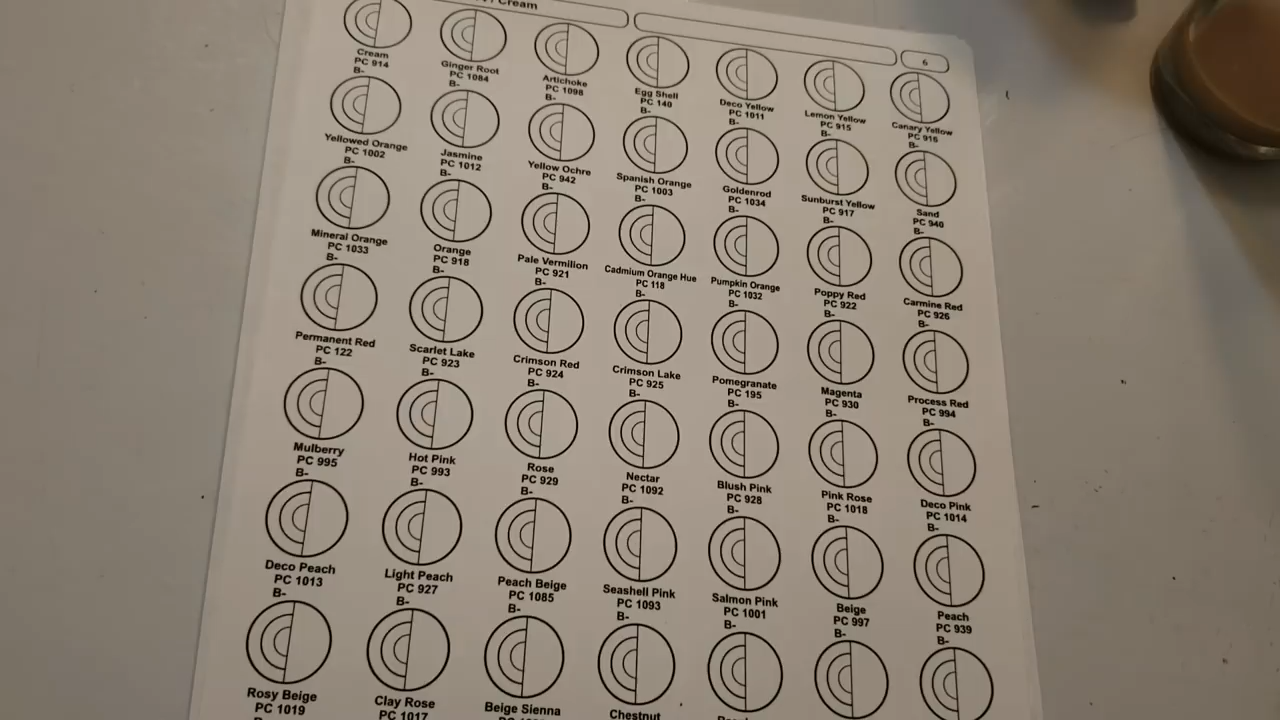 Cream
6
Cream
PC 914
B-
Ginger Root
PC 1084
B-
Artichoke
PC 1098
B-
Egg Shell
PC 140
B-
Deco Yellow
PC 1011
B-
Lemon Yellow
PC 915
B-
Canary Yellow
PC 916
B-
Yellowed Orange
PC 1002
B-
Jasmine
PC 1012
B-
Yellow Ochre
PC 942
B-
Spanish Orange
PC 1003
B-
Goldenrod
PC 1034
B-
Sunburst Yellow
PC 917
B-
Sand
PC 940
B-
Mineral Orange
PC 1033
B-
Orange
PC 918
B-
Pale Vermilion
PC 921
B-
Cadmium Orange Hue
PC 118
B-
Pumpkin Orange
PC 1032
B-
Poppy Red
PC 922
B-
Carmine Red
PC 926
B-
Permanent Red
PC 122
B-
Scarlet Lake
PC 923
B-
Crimson Red
PC 924
B-
Crimson Lake
PC 925
B-
Pomegranate
PC 195
B-
Magenta
PC 930
B-
Process Red
PC 994
B-
Mulberry
PC 995
B-
Hot Pink
PC 993
B-
Rose
PC 929
B-
Nectar
PC 1092
B-
Blush Pink
PC 928
B-
Pink Rose
PC 1018
B-
Deco Pink
PC 1014
B-
Deco Peach
PC 1013
B-
Light Peach
PC 927
B-
Peach Beige
PC 1085
B-
Seashell Pink
PC 1093
B-
Salmon Pink
PC 1001
B-
Beige
PC 997
B-
Peach
PC 939
B-
Rosy Beige
PC 1019
Clay Rose
PC 1017
Beige Sienna
Chestnut